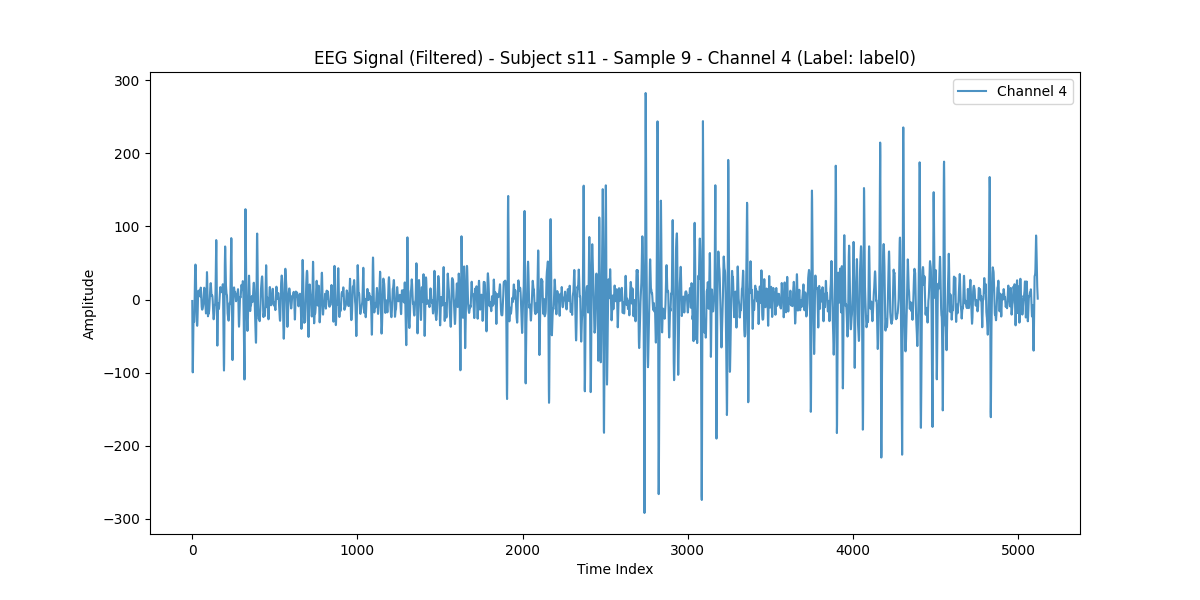 EEG Signal (Filtered) - Subject s11 - Sample 9 - Channel 4 (Label: label0)
Channel 4
300
200
100
0
−100
−200
−300
Amplitude
0 1000 2000 3000 4000 5000
Time Index